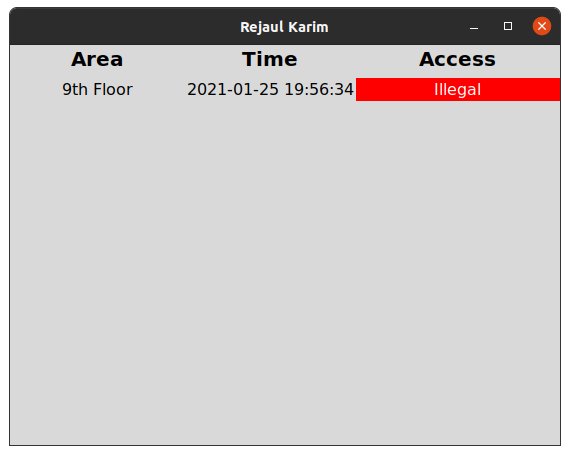 Rejaul Karim
Area Time Access
9th Floor 2021-01-25 19:56:34 Illegal